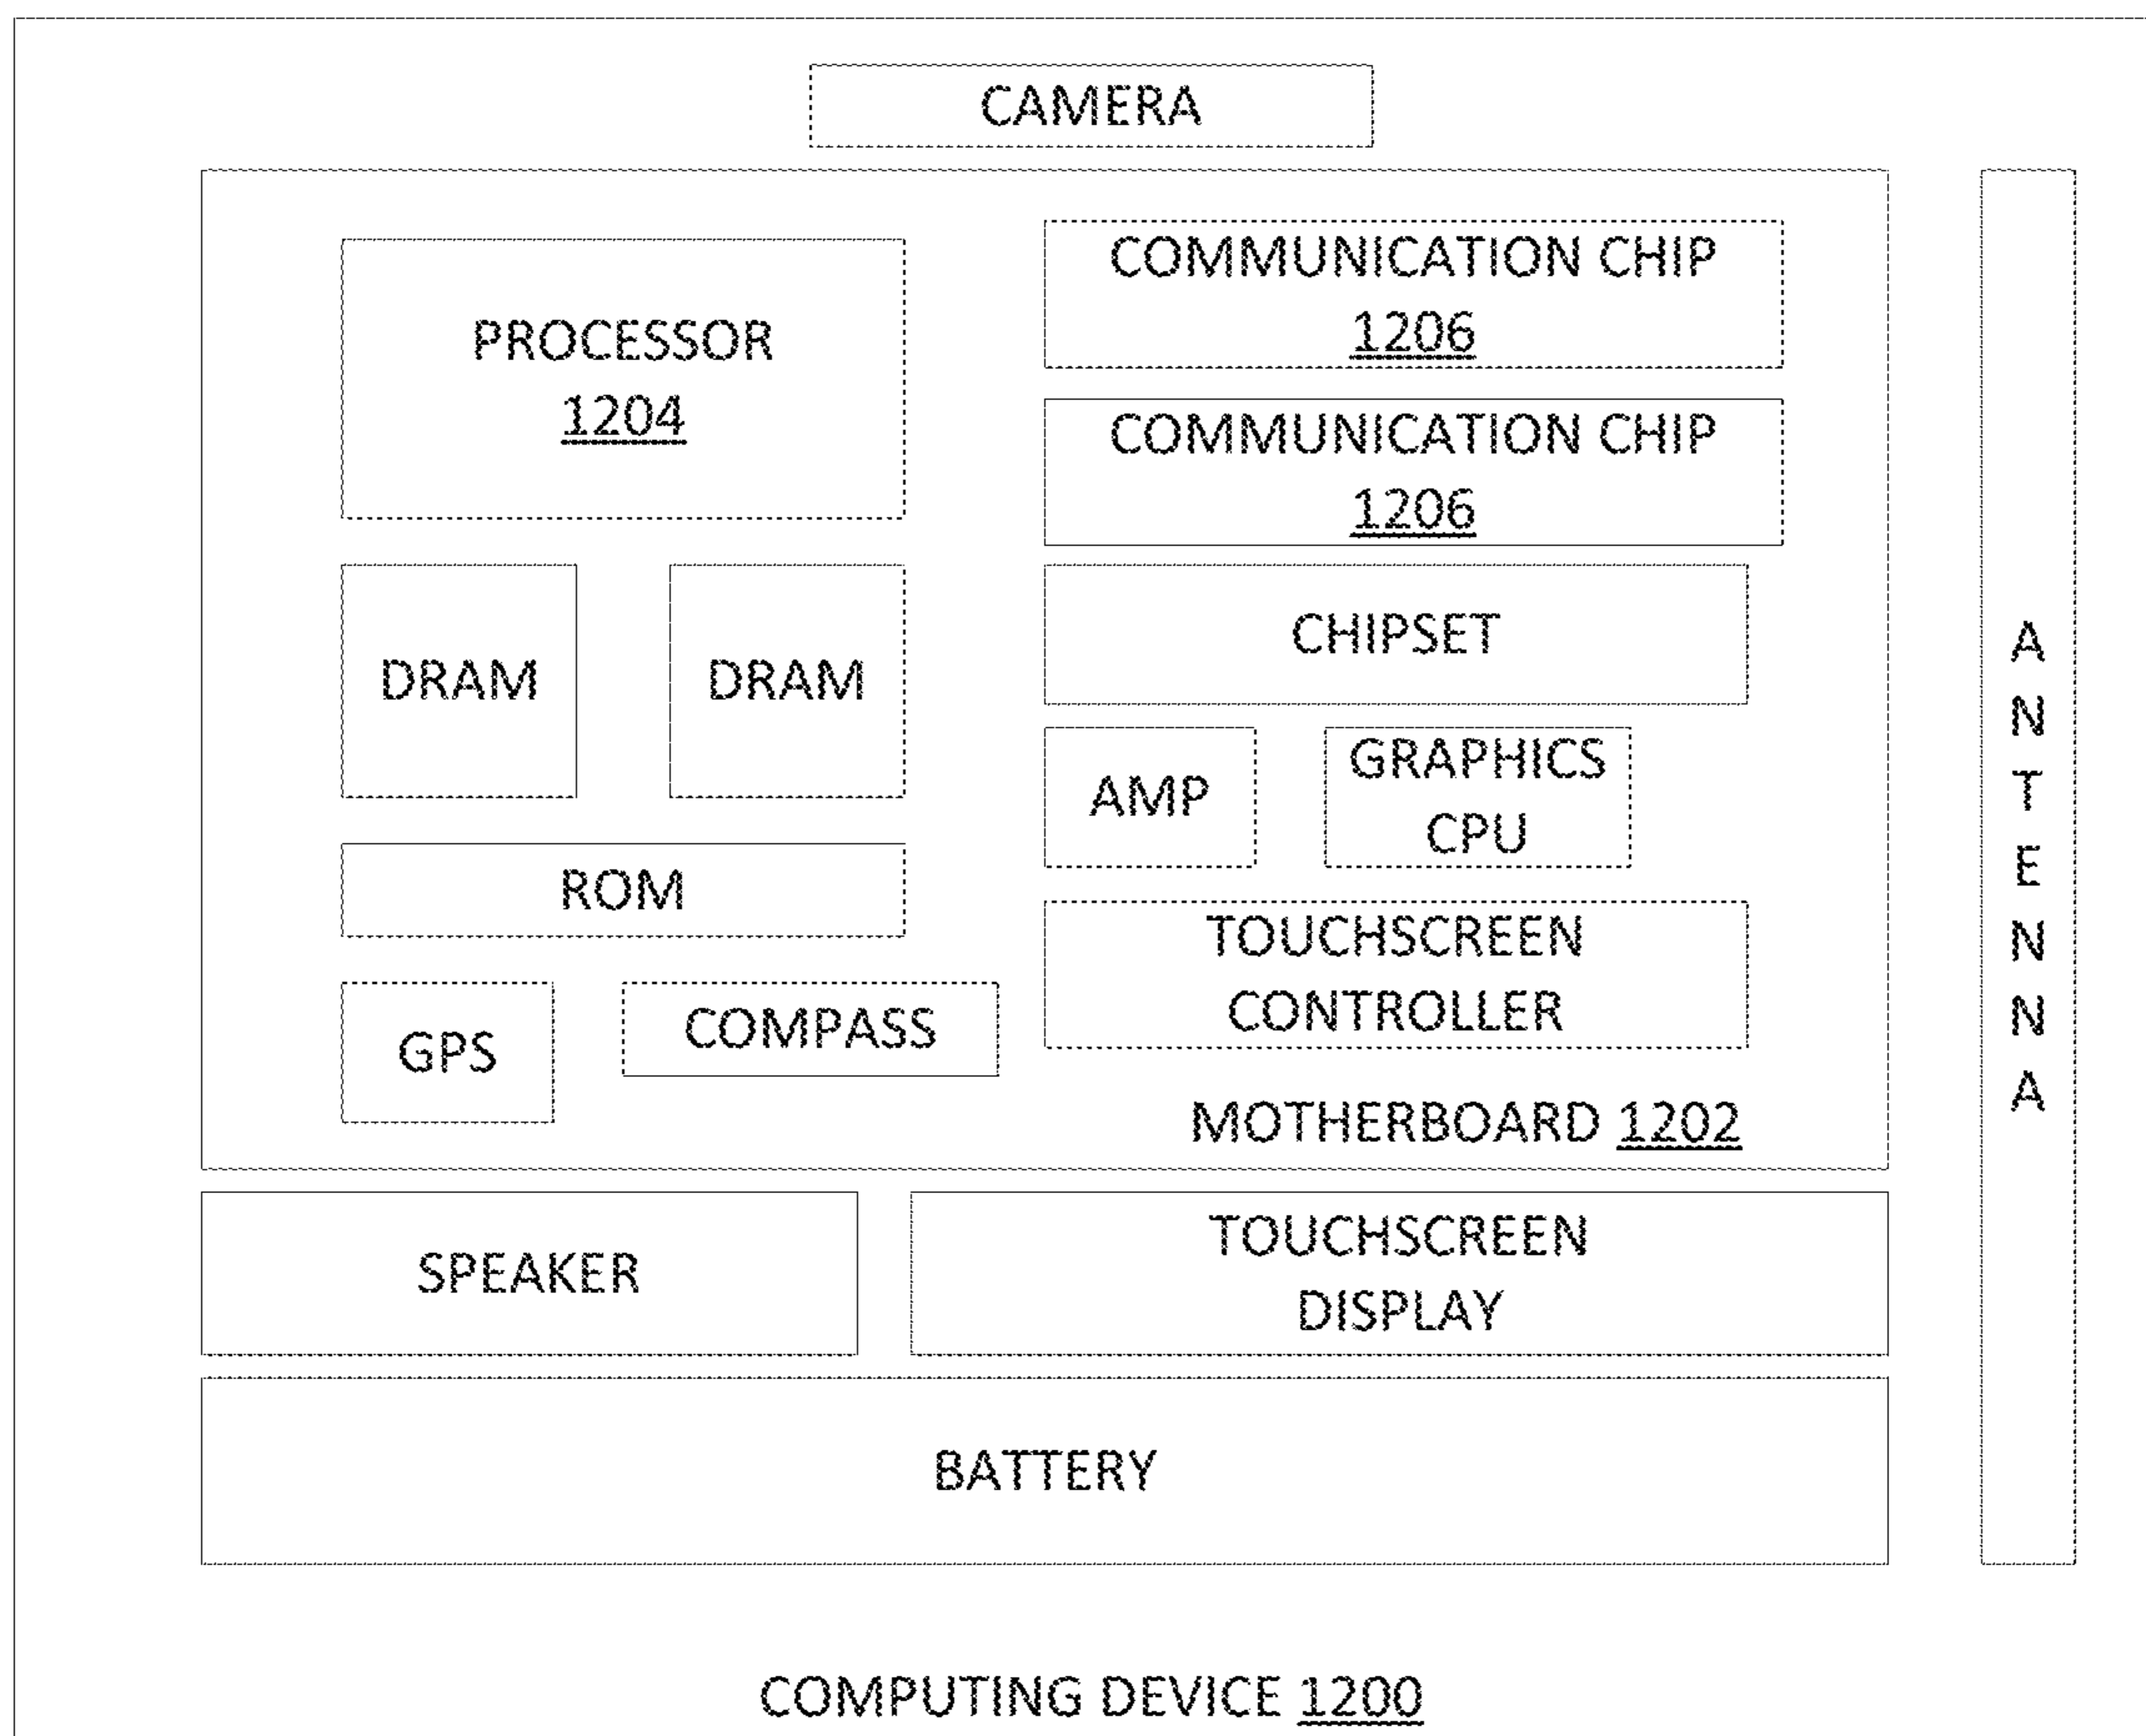 CAMERA
PROCESSOR
1204
COMMUNICATION CHIP
1206
COMMUNICATION CHIP
1206
DRAM
DRAM
CHIPSET
AMP
GRAPHICS
CPU
ROM
TOUCHSCREEN
CONTROLLER
GPS
COMPASS
MOTHERBOARD 1202
ANTENNA
SPEAKER
TOUCHSCREEN
DISPLAY
BATTERY
COMPUTING DEVICE 1200